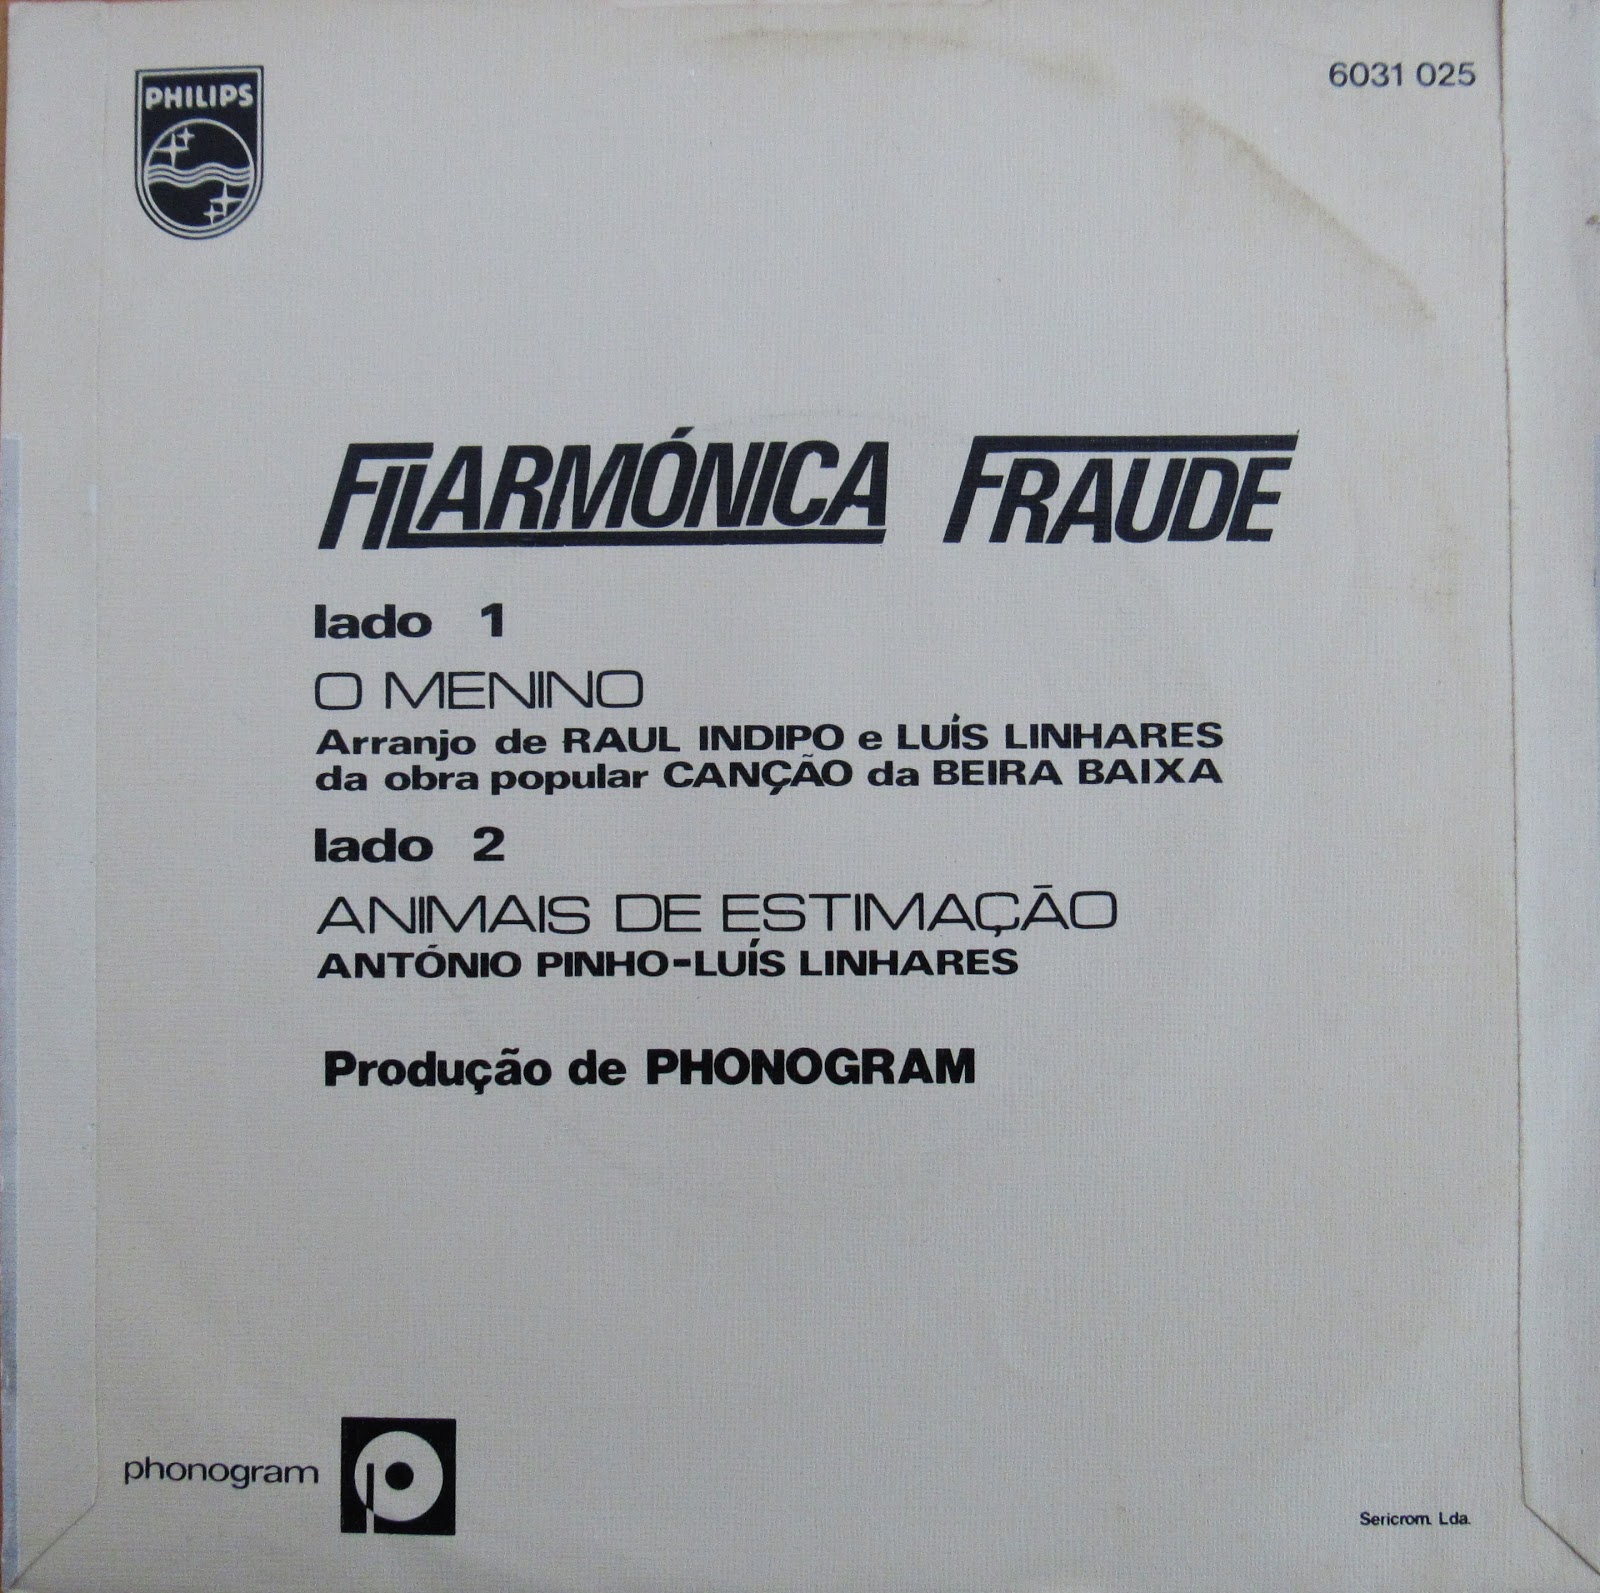 PHILIPS
6031 025
FILARMÓNICA FRAUDE
lado 1
O MENINO
Arranjo de RAUL INDIPO e LUÍS LINHARES
da obra popular CANÇÃO da BEIRA BAIXA
lado 2
ANIMAIS DE ESTIMAÇÃO
ANTÓNIO PINHO-LUÍS LINHARES
Produção de PHONOGRAM
phonogram
Sericrom. Lda.